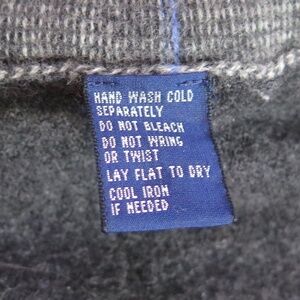 HAND WASH COLD
SEPARATELY
DO NOT BLEACH
DO NOT WRING
OR TWIST
LAY FLAT TO DRY
COOL IRON
IF NEEDED